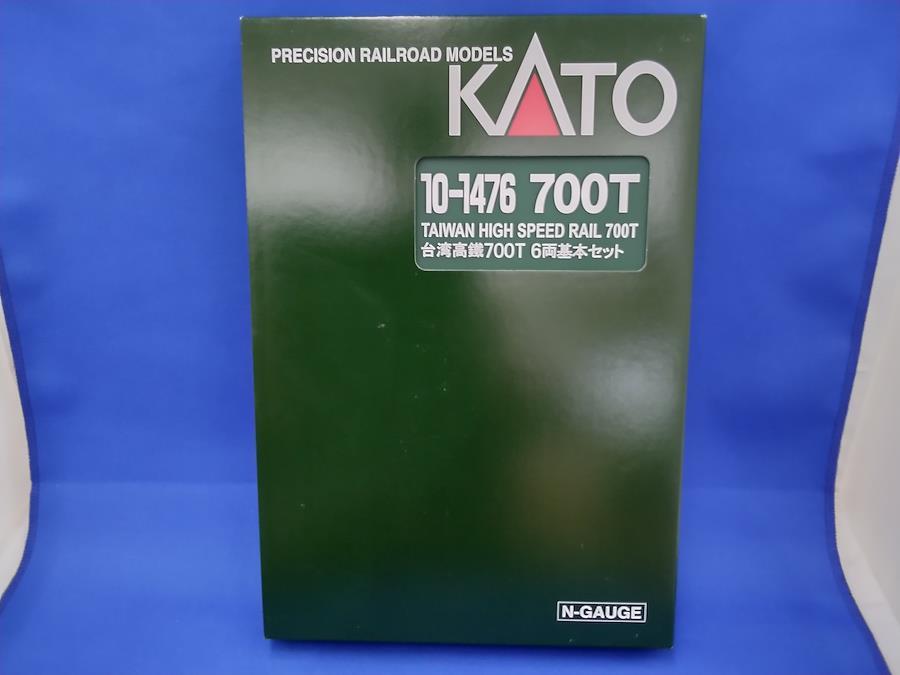 PRECISION RAILROAD MODELS
KATO
10-1476 700T
TAIWAN HIGH SPEED RAIL 700T
台湾高鐵700T 6両基本セット
N-GAUGE